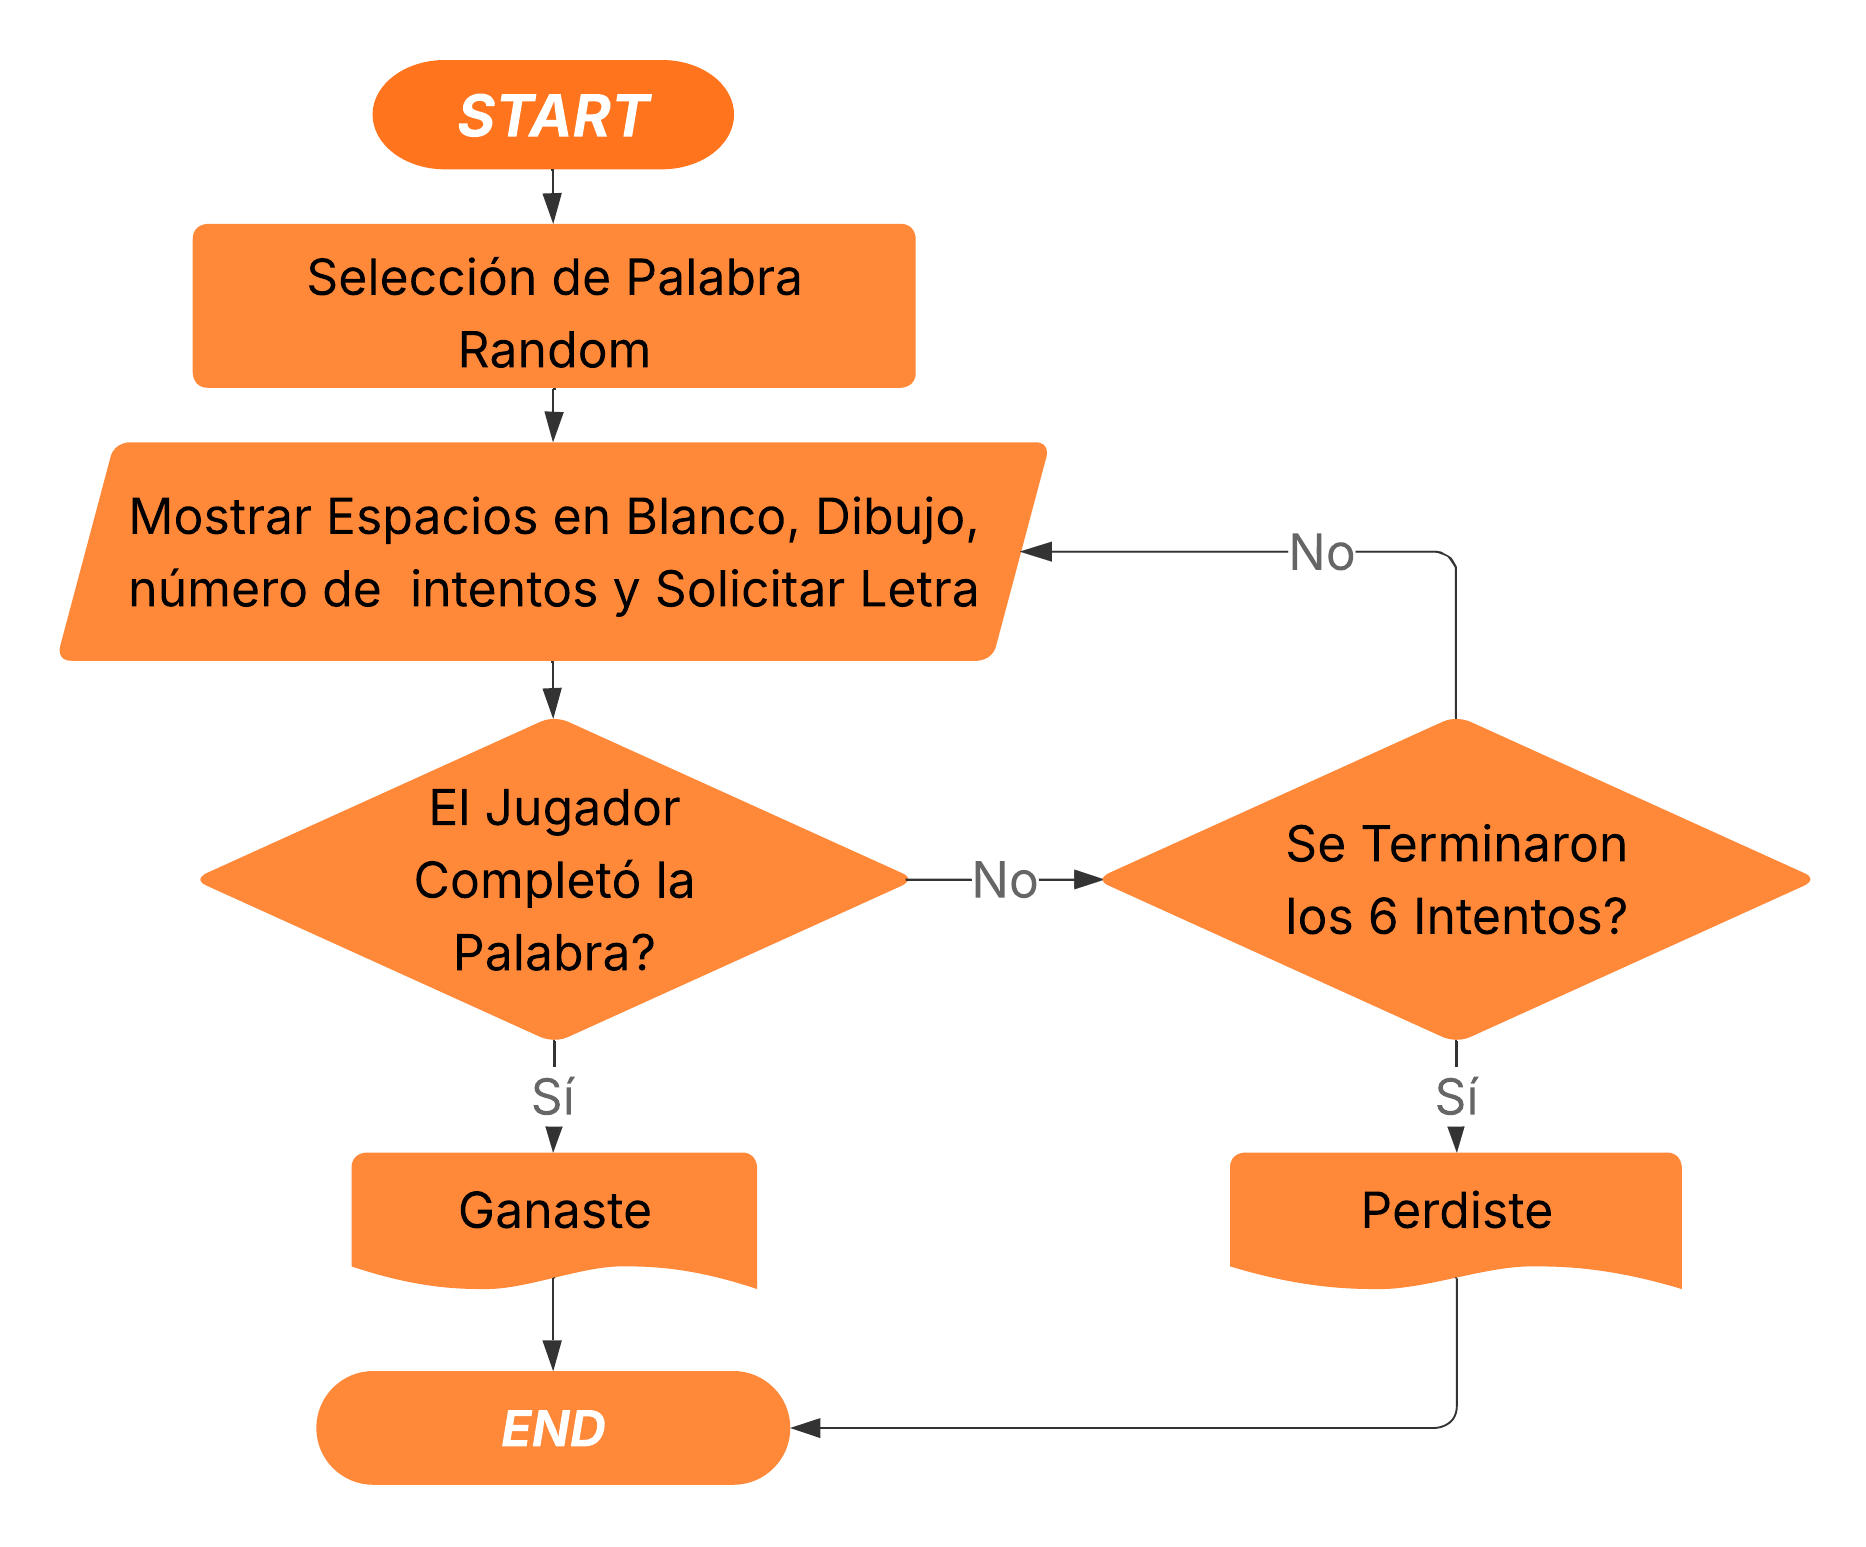 START
Selección de Palabra
Random
Mostrar Espacios en Blanco, Dibujo,
número de  intentos y Solicitar Letra
No
El Jugador
Completó la
Palabra?
No
Se Terminaron
los 6 Intentos?
Sí
Sí
Ganaste
Perdiste
END